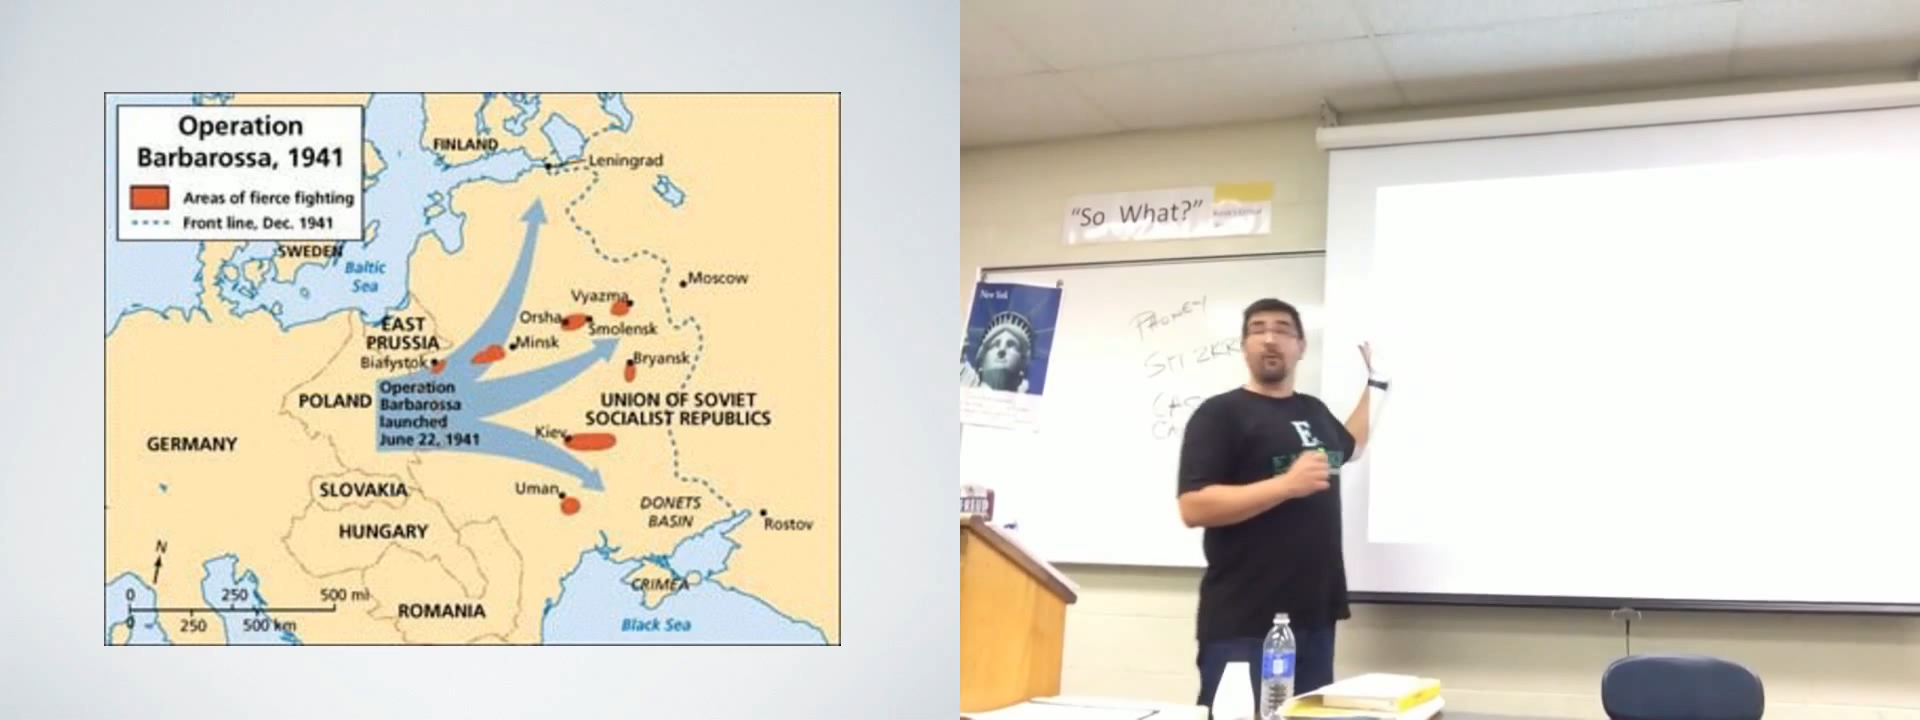 Operation
Barbarossa, 1941
Areas of fierce fighting
Front line, Dec. 1941
FINLAND
Leningrad
SWEDEN
Baltic
Sea
Moscow
Vyazma
Orsha
Smolensk
EAST
PRUSSIA
Minsk
Białystok
Bryansk
POLAND
Operation
Barbarossa
launched
June 22, 1941
UNION OF SOVIET
SOCIALIST REPUBLICS
GERMANY
Kiev
SLOVAKIA
Uman
DONETS
BASIN
HUNGARY
Rostov
N
CRIMEA
0 250 500 mi
0 250 500 km
ROMANIA
Black Sea
"So What?"
New York
PHONEY
E